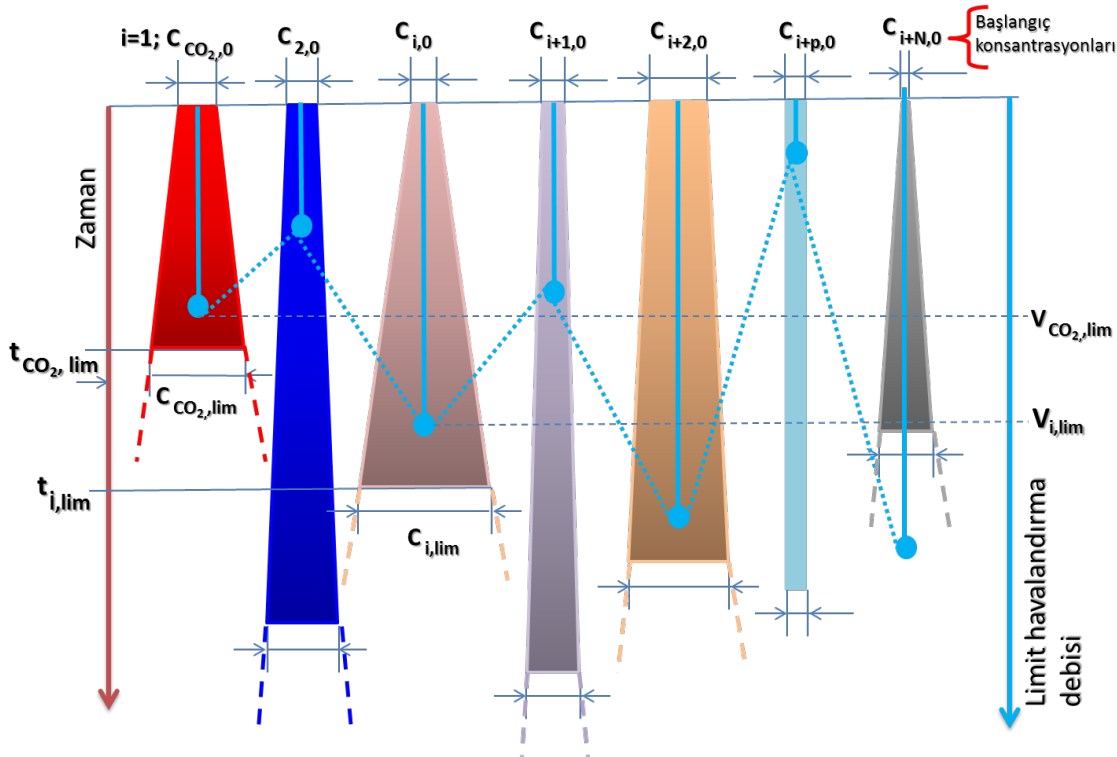 i=1; C CO₂,0
C 2,0
C i,0
C i+1,0
C i+2,0
C i+p,0
C i+N,0
Başlangıç
konsantrasyonları
Zaman
t CO₂, lim
C CO₂,lim
t i,lim
C i,lim
V CO₂,lim
V i,lim
Limit havalandırma
debisi